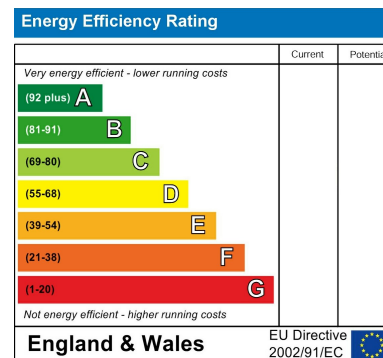 Energy Efficiency Rating
Current Potentia
Very energy efficient - lower running costs
(92 plus) A
(81-91) B
(69-80) C
(55-68) D
(39-54) E
(21-38) F
(1-20) G
Not energy efficient - higher running costs
England & Wales
EU Directive
2002/91/EC